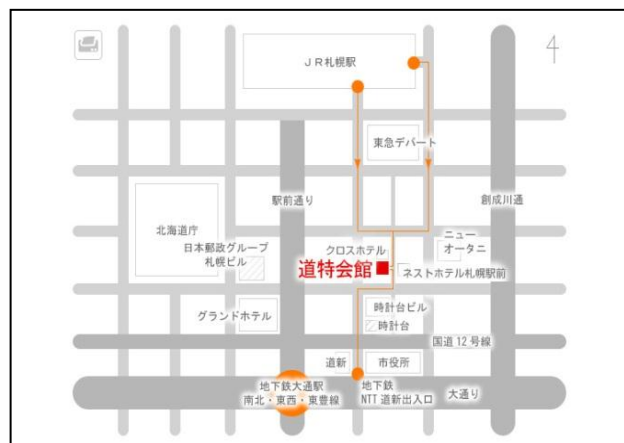 JR札幌駅
東急デパート
駅前通り
創成川通
北海道庁
日本郵政グループ
札幌ビル
クロスホテル
ニュー
オータニ
道特会館
ネストホテル札幌駅前
グランドホテル
時計台ビル
時計台
国道12号線
道新
市役所
地下鉄大通駅
南北・東西・東豊線
地下鉄
NTT道新出入口
大通り